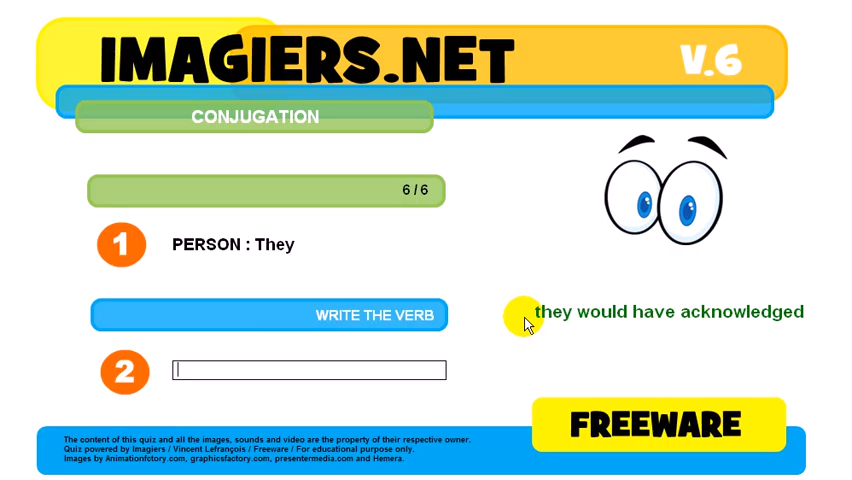 IMAGIERS.NET
V.6
CONJUGATION
6 / 6
1
PERSON : They
WRITE THE VERB
they would have acknowledged
2
FREEWARE
The content of this quiz and all the images, sounds and video are the property of their respective owner.
Quiz powered by Imagiers / Vincent Lefrançois / Freeware / For educational purpose only.
Images by Animationfctory.com, graphicsfactory.com, presentermedia.com and Hemera.